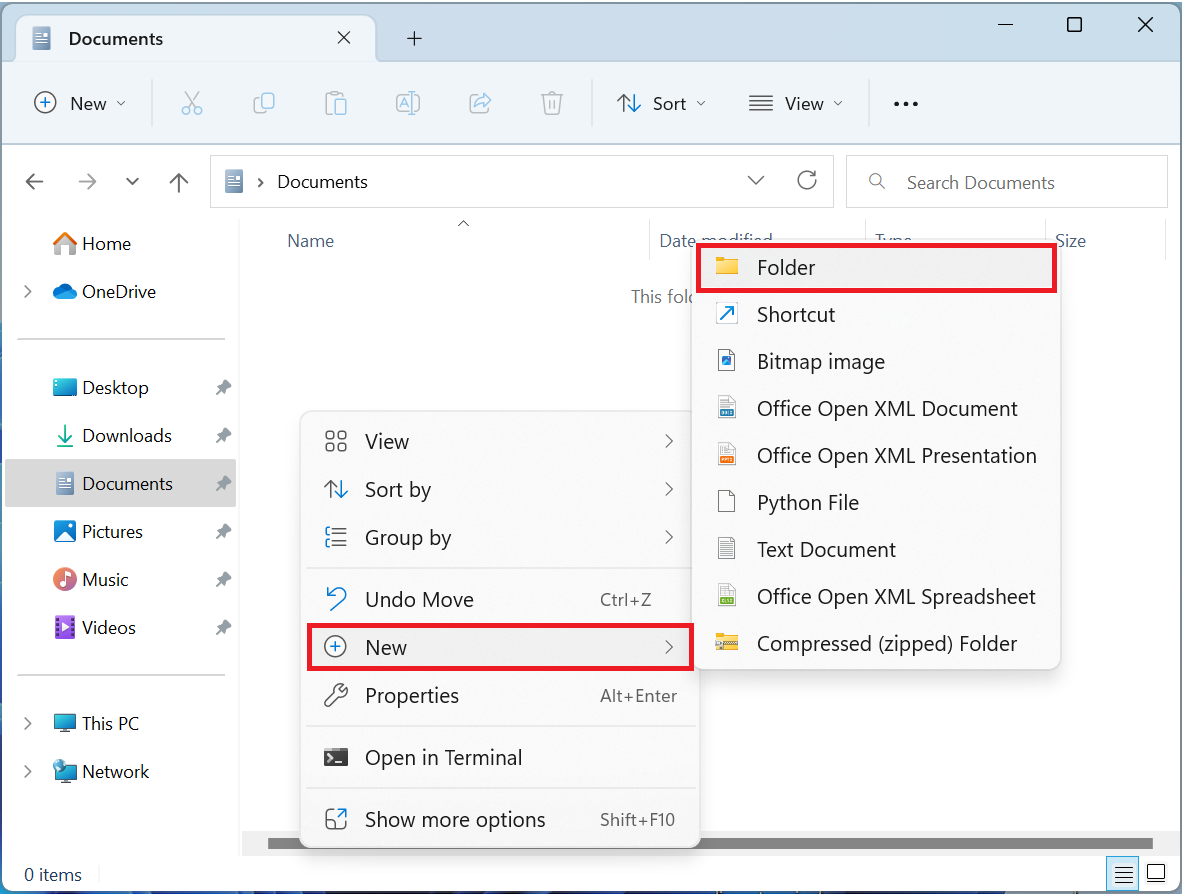 Documents
New
Sort
View
Documents
Search Documents
Home
OneDrive
Desktop
Downloads
Documents
Pictures
Music
Videos
This PC
Network
Name
Date modified
Type
Size
This
View
Sort by
Group by
Undo Move Ctrl+Z
New
Properties Alt+Enter
Open in Terminal
Show more options Shift+F10
Folder
Shortcut
Bitmap image
Office Open XML Document
Office Open XML Presentation
Python File
Text Document
Office Open XML Spreadsheet
Compressed (zipped) Folder
0 items